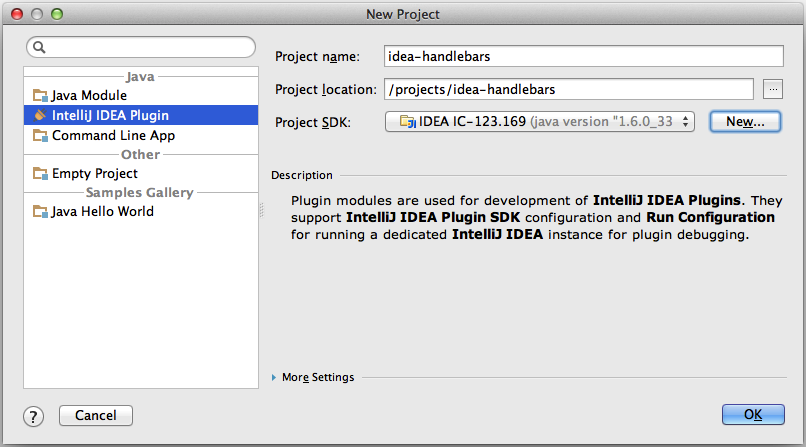 New Project
Java
Java Module
IntelliJ IDEA Plugin
Command Line App
Other
Empty Project
Samples Gallery
Java Hello World
Project name: idea-handlebars
Project location: /projects/idea-handlebars ...
Project SDK: IDEA IC-123.169 (java version "1.6.0_33 New...
Description
Plugin modules are used for development of IntelliJ IDEA Plugins. They
support IntelliJ IDEA Plugin SDK configuration and Run Configuration
for running a dedicated IntelliJ IDEA instance for plugin debugging.
More Settings
? Cancel OK